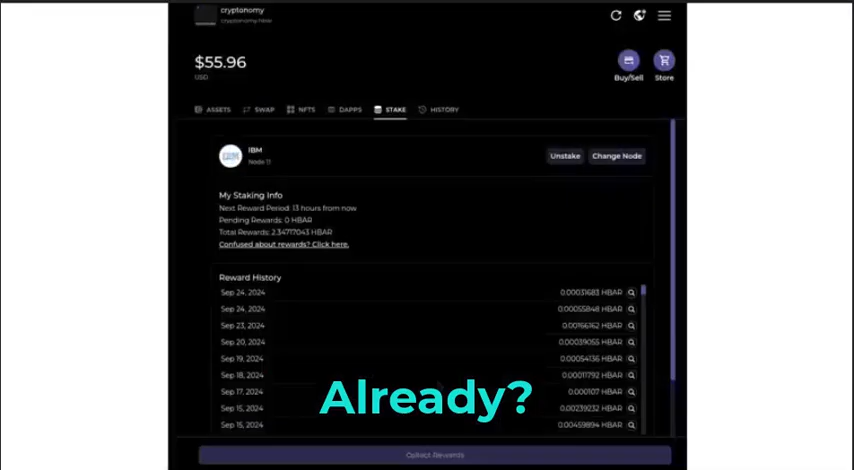 cryptonomy
$55.96
USD
Buy/Sell
Store
ASSETS SWAP NFTS DAPPS STAKE HISTORY
IBM
Node 11
Unstake
Change Node
My Staking Info
Next Reward Period: 13 hours from now
Pending Rewards: 0 HBAR
Total Rewards: 2.34717043 HBAR
Confused about rewards? Click here.
Reward History
Sep 24, 2024 0.00031683 HBAR
Sep 24, 2024 0.00055848 HBAR
Sep 23, 2024 0.00166162 HBAR
Sep 20, 2024 0.00039055 HBAR
Sep 19, 2024 0.00054136 HBAR
Sep 18, 2024 0.00011792 HBAR
Sep 17, 2024 0.000107 HBAR
Sep 15, 2024 0.00239232 HBAR
Sep 15, 2024 0.00459894 HBAR
Already?
Collect Rewards